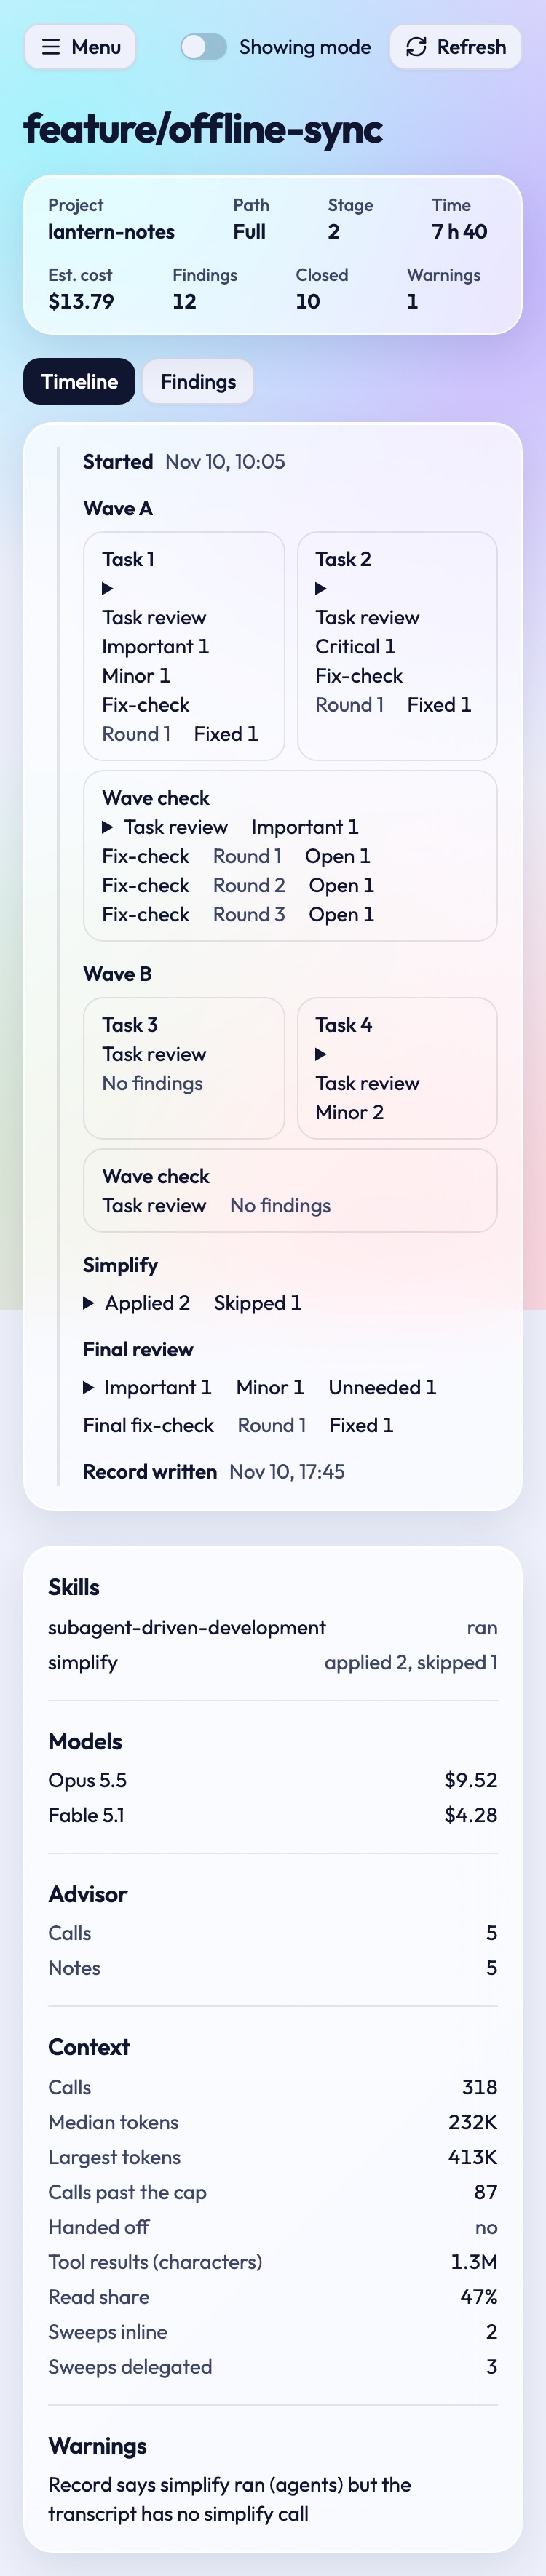 Menu
Showing mode
Refresh
feature/offline-sync
Project Path Stage Time
lantern-notes Full 2 7 h 40
Est. cost Findings Closed Warnings
$13.79 12 10 1
Timeline Findings
Started Nov 10, 10:05
Wave A
Task 1
Task review
Important 1
Minor 1
Fix-check
Round 1 Fixed 1
Task 2
Task review
Critical 1
Fix-check
Round 1 Fixed 1
Wave check
Task review Important 1
Fix-check Round 1 Open 1
Fix-check Round 2 Open 1
Fix-check Round 3 Open 1
Wave B
Task 3
Task review
No findings
Task 4
Task review
Minor 2
Wave check
Task review No findings
Simplify
Applied 2 Skipped 1
Final review
Important 1 Minor 1 Unneeded 1
Final fix-check Round 1 Fixed 1
Record written Nov 10, 17:45
Skills
subagent-driven-development ran
simplify applied 2, skipped 1
Models
Opus 5.5 $9.52
Fable 5.1 $4.28
Advisor
Calls 5
Notes 5
Context
Calls 318
Median tokens 232K
Largest tokens 413K
Calls past the cap 87
Handed off no
Tool results (characters) 1.3M
Read share 47%
Sweeps inline 2
Sweeps delegated 3
Warnings
Record says simplify ran (agents) but the
transcript has no simplify call